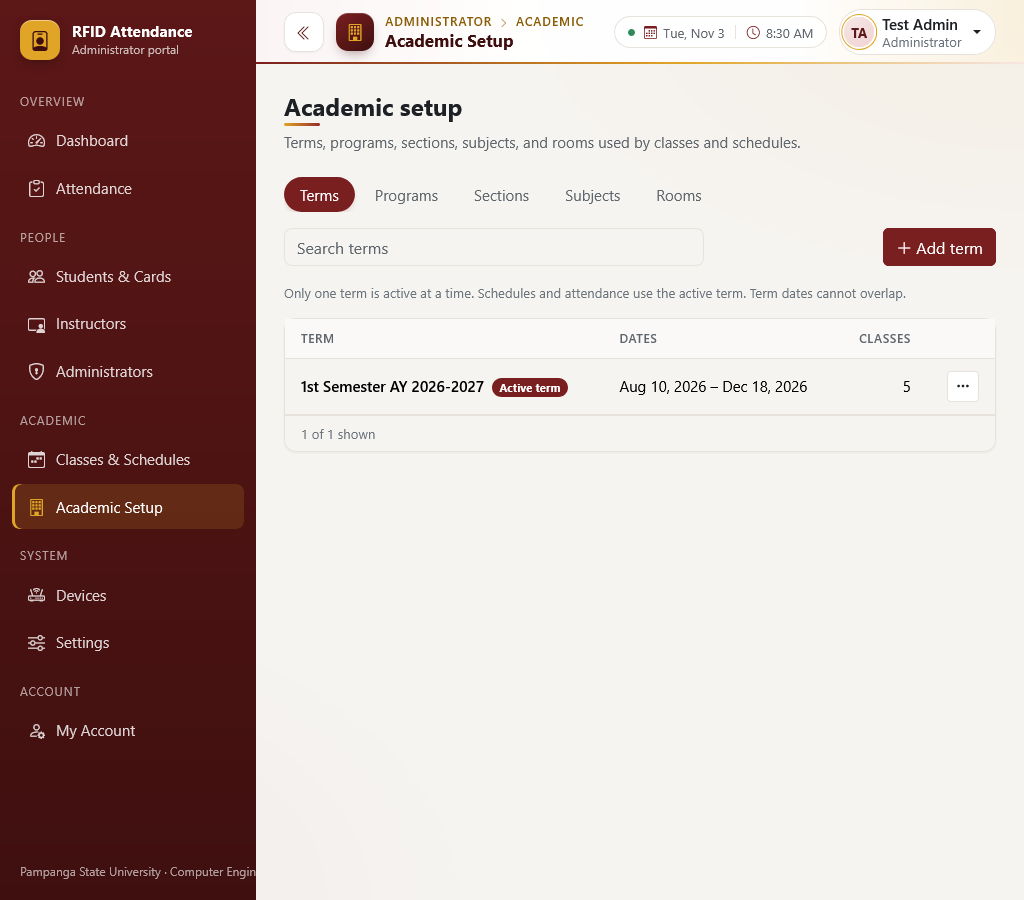 RFID Attendance
Administrator portal
OVERVIEW
Dashboard
Attendance
PEOPLE
Students & Cards
Instructors
Administrators
ACADEMIC
Classes & Schedules
Academic Setup
SYSTEM
Devices
Settings
ACCOUNT
My Account
Pampanga State University · Computer Engin
ADMINISTRATOR > ACADEMIC
Academic Setup
Tue, Nov 3
8:30 AM
TA
Test Admin
Administrator
Academic setup
Terms, programs, sections, subjects, and rooms used by classes and schedules.
Terms Programs Sections Subjects Rooms
Search terms
+ Add term
Only one term is active at a time. Schedules and attendance use the active term. Term dates cannot overlap.
TERM DATES CLASSES
1st Semester AY 2026-2027 Active term Aug 10, 2026 – Dec 18, 2026 5
1 of 1 shown